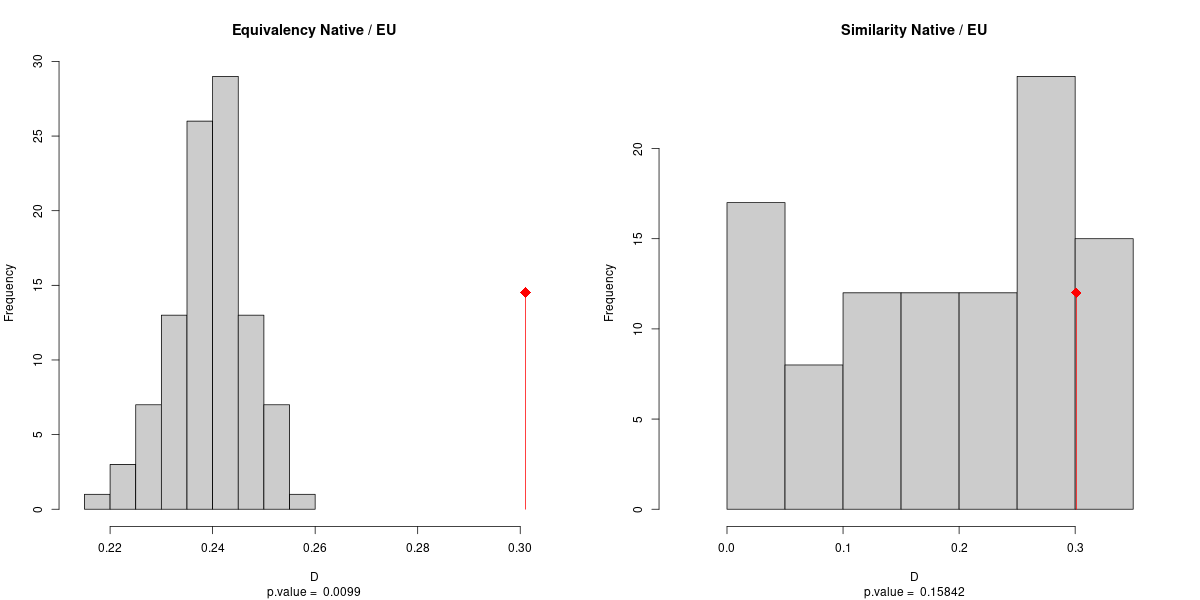 Equivalency Native / EU
Frequency
30
25
20
15
10
5
0
0.22 0.24 0.26 0.28 0.30
D
p.value = 0.0099
Similarity Native / EU
Frequency
20
15
10
5
0
0.0 0.1 0.2 0.3
D
p.value = 0.15842